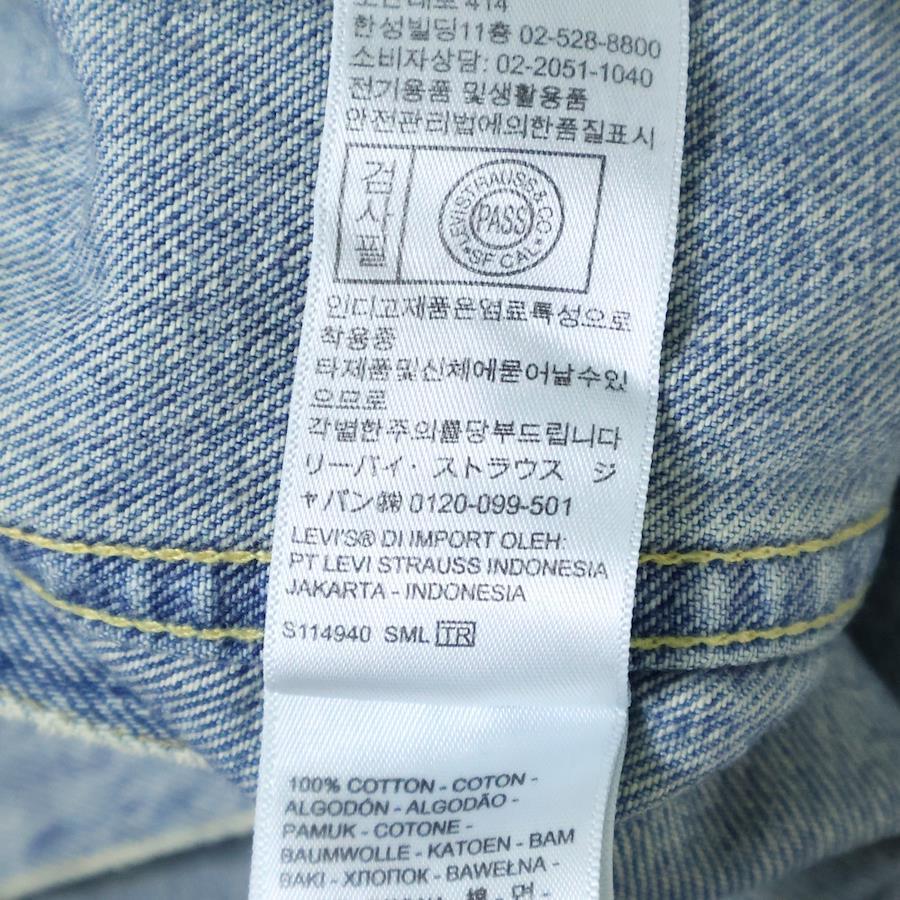 414
한성빌딩11층 02-528-8800
소비자상담: 02-2051-1040
전기용품 및생활용품
안전관리법에의한품질표시
검사필
LEVI STRAUSS & CO
PASS
SF CAL
인디고제품은염료특성으로
착용중
타제품및신체에묻어날수있
으므로
각별한주의를당부드립니다
リーバイ・ストラウス ジ
ャパン㈱ 0120-099-501
LEVI'S® DI IMPORT OLEH:
PT LEVI STRAUSS INDONESIA
JAKARTA - INDONESIA
S114940 SML TR
100% COTTON - COTON -
ALGODÓN - ALGODÃO -
PAMUK - COTONE -
BAUMWOLLE - KATOEN - BAM
BAKI - ХЛОПОК - BAWEŁNA -
棉 - 면 -